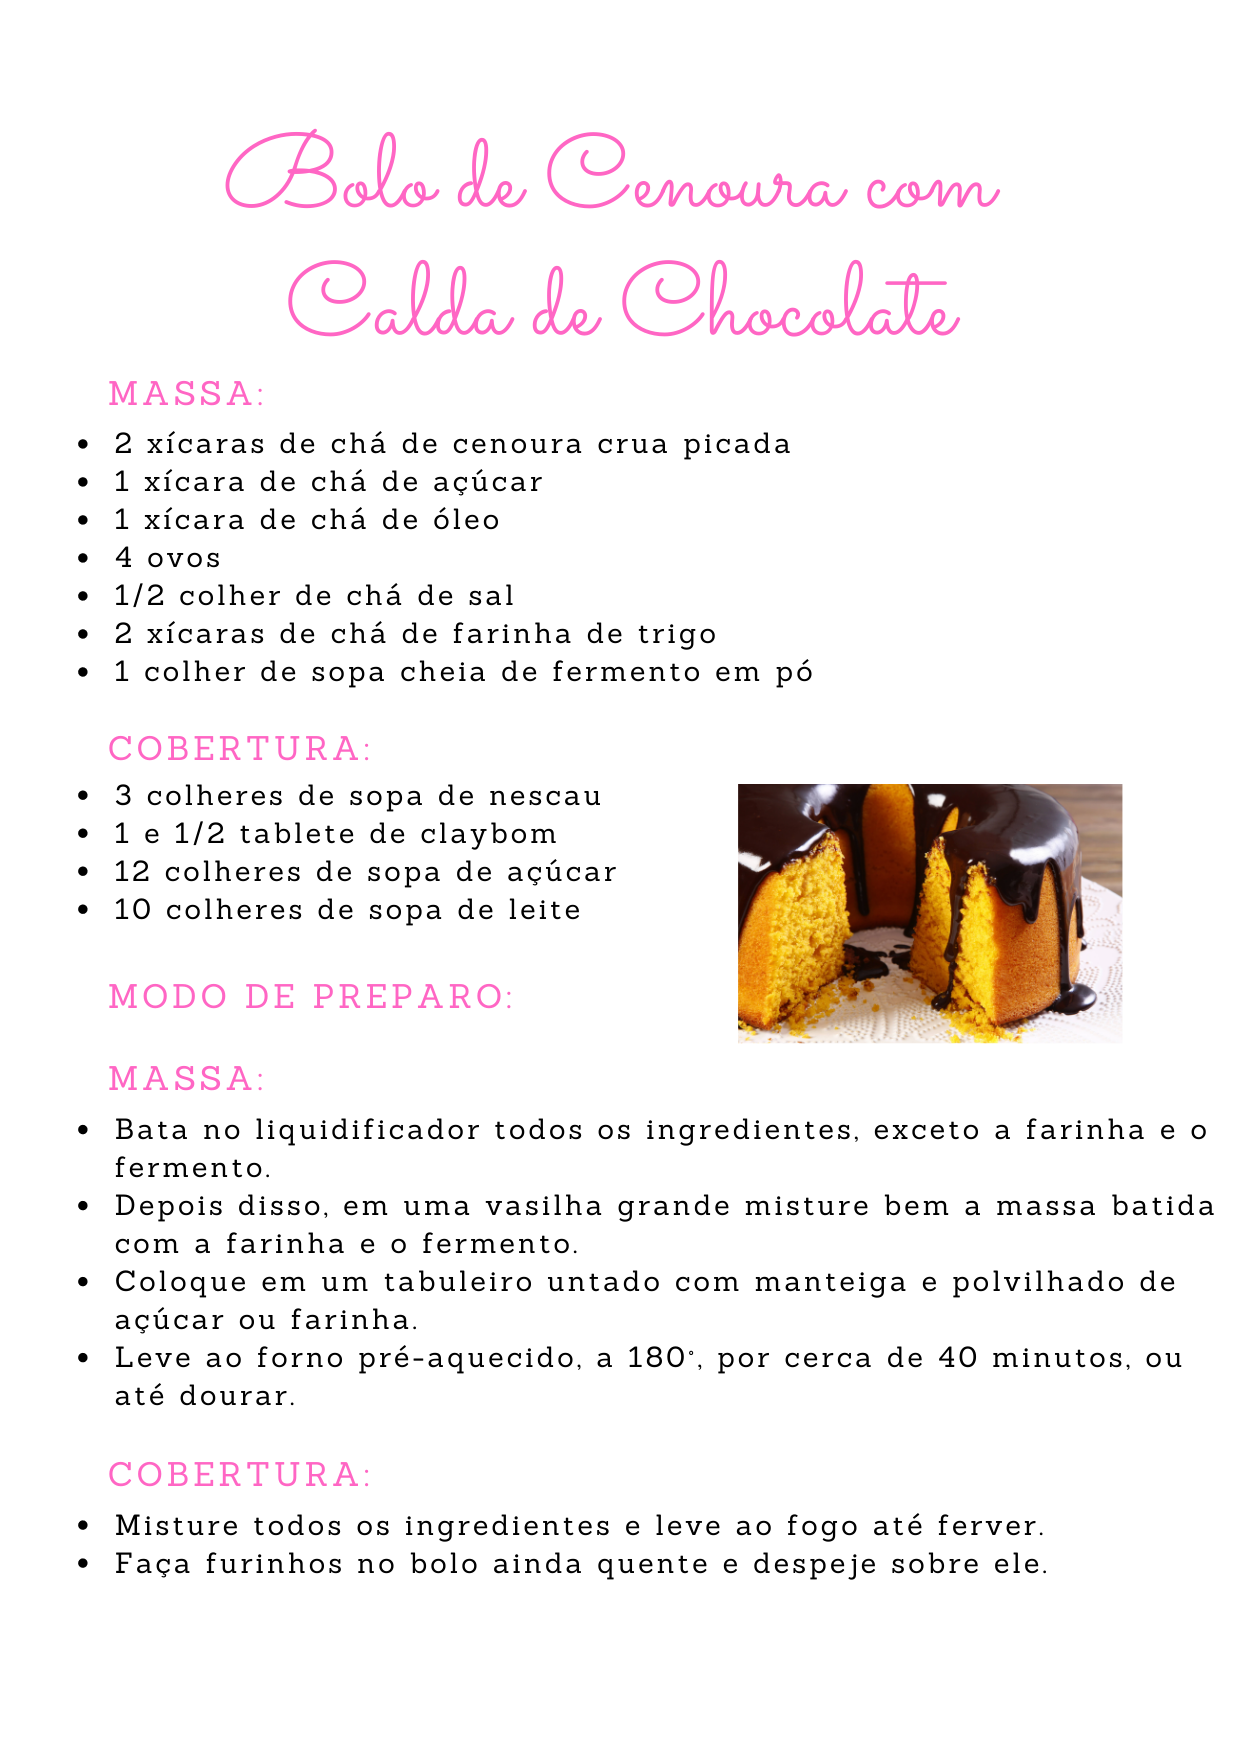 Bolo de Cenoura com
Calda de Chocolate
MASSA:
• 2 xícaras de chá de cenoura crua picada
• 1 xícara de chá de açúcar
• 1 xícara de chá de óleo
• 4 ovos
• 1/2 colher de chá de sal
• 2 xícaras de chá de farinha de trigo
• 1 colher de sopa cheia de fermento em pó
COBERTURA:
• 3 colheres de sopa de nescau
• 1 e 1/2 tablete de claybom
• 12 colheres de sopa de açúcar
• 10 colheres de sopa de leite
MODO DE PREPARO:
MASSA:
• Bata no liquidificador todos os ingredientes, exceto a farinha e o
fermento.
• Depois disso, em uma vasilha grande misture bem a massa batida
com a farinha e o fermento.
• Coloque em um tabuleiro untado com manteiga e polvilhado de
açúcar ou farinha.
• Leve ao forno pré-aquecido, a 180°, por cerca de 40 minutos, ou
até dourar.
COBERTURA:
• Misture todos os ingredientes e leve ao fogo até ferver.
• Faça furinhos no bolo ainda quente e despeje sobre ele.